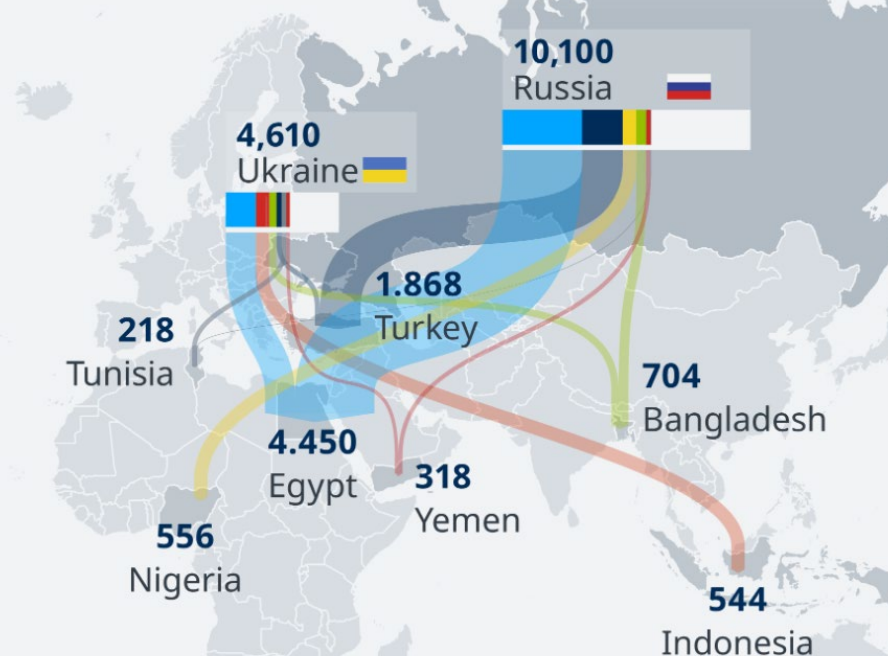 10,100
Russia
4,610
Ukraine
1.868
Turkey
218
Tunisia
704
Bangladesh
4.450
Egypt
318
Yemen
556
Nigeria
544
Indonesia